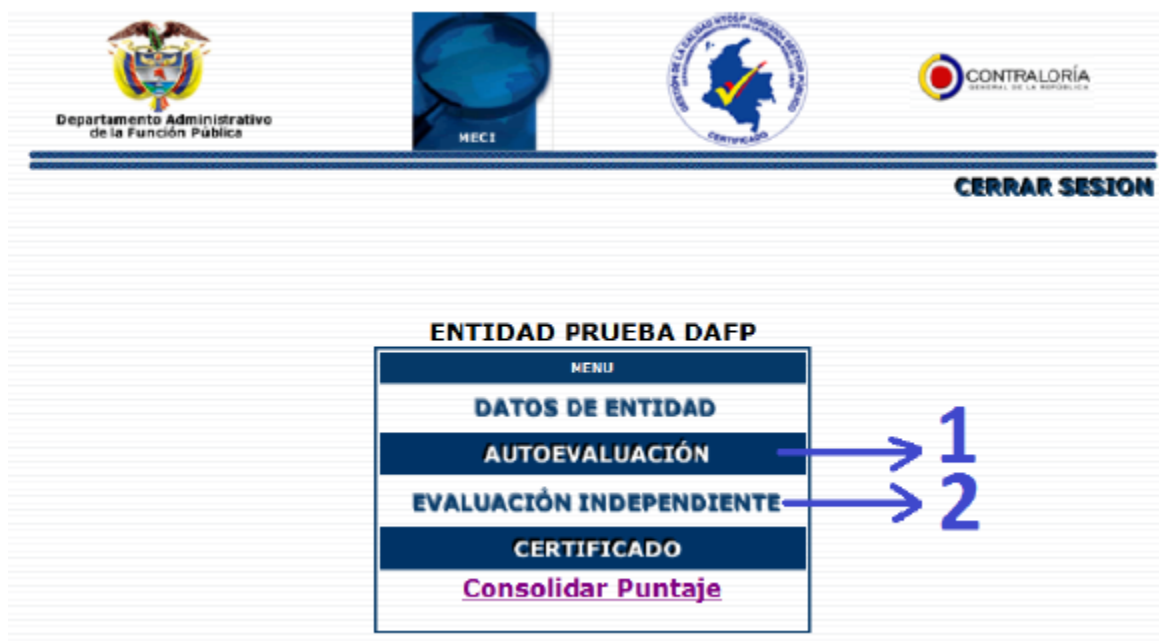 Departamento Administrativo
de la Función Pública
MECI
CERTIFICADO
CONTRALORÍA
GENERAL DE LA REPÚBLICA
CERRAR SESION
ENTIDAD PRUEBA DAFP
MENU
DATOS DE ENTIDAD
AUTOEVALUACIÓN
1
EVALUACIÓN INDEPENDIENTE
2
CERTIFICADO
Consolidar Puntaje